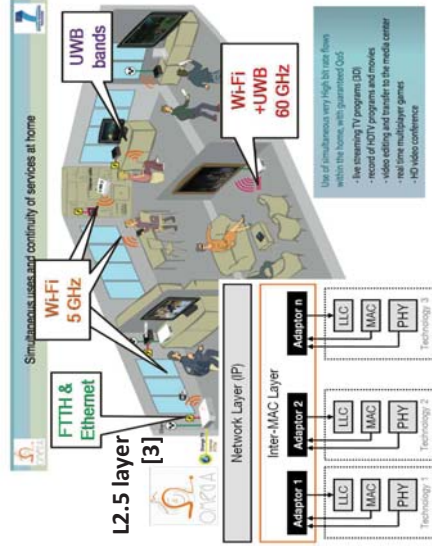 Simultaneous uses and continuity of services at home
OMEGA
FTTH &
Ethernet
Wi-Fi
5 GHz
UWB
bands
Wi-Fi
+UWB
60 GHz
L2.5 layer
[3]
OMEGA
Network Layer (IP)
Inter-MAC Layer
Adaptor 1
Adaptor 2
Adaptor n
LLC
MAC
PHY
LLC
MAC
PHY
LLC
MAC
PHY
Technology 1
Technology 2
Technology 3
Use of simultaneous very High bit rate flows
within the home, with guaranteed QoS
- live streaming TV programs (3D)
- record of HDTV programs and movies
- video editing and transfer to the media center
- real time multiplayer games
- HD video conference